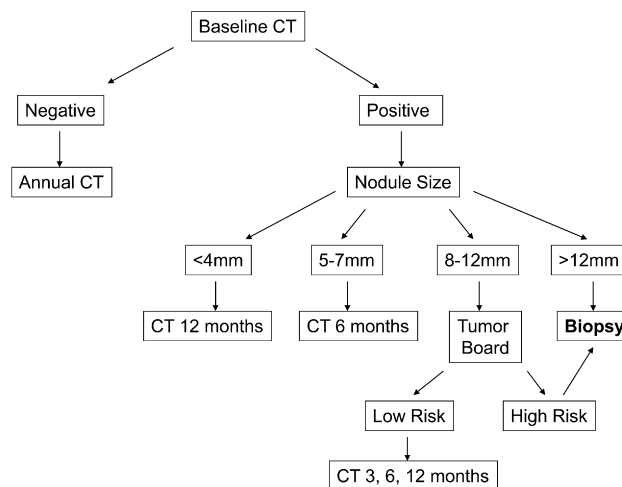 Baseline CT
Negative
Positive
Annual CT
Nodule Size
<4mm
5-7mm
8-12mm
>12mm
CT 12 months
CT 6 months
Tumor
Board
Biopsy
Low Risk
High Risk
CT 3, 6, 12 months